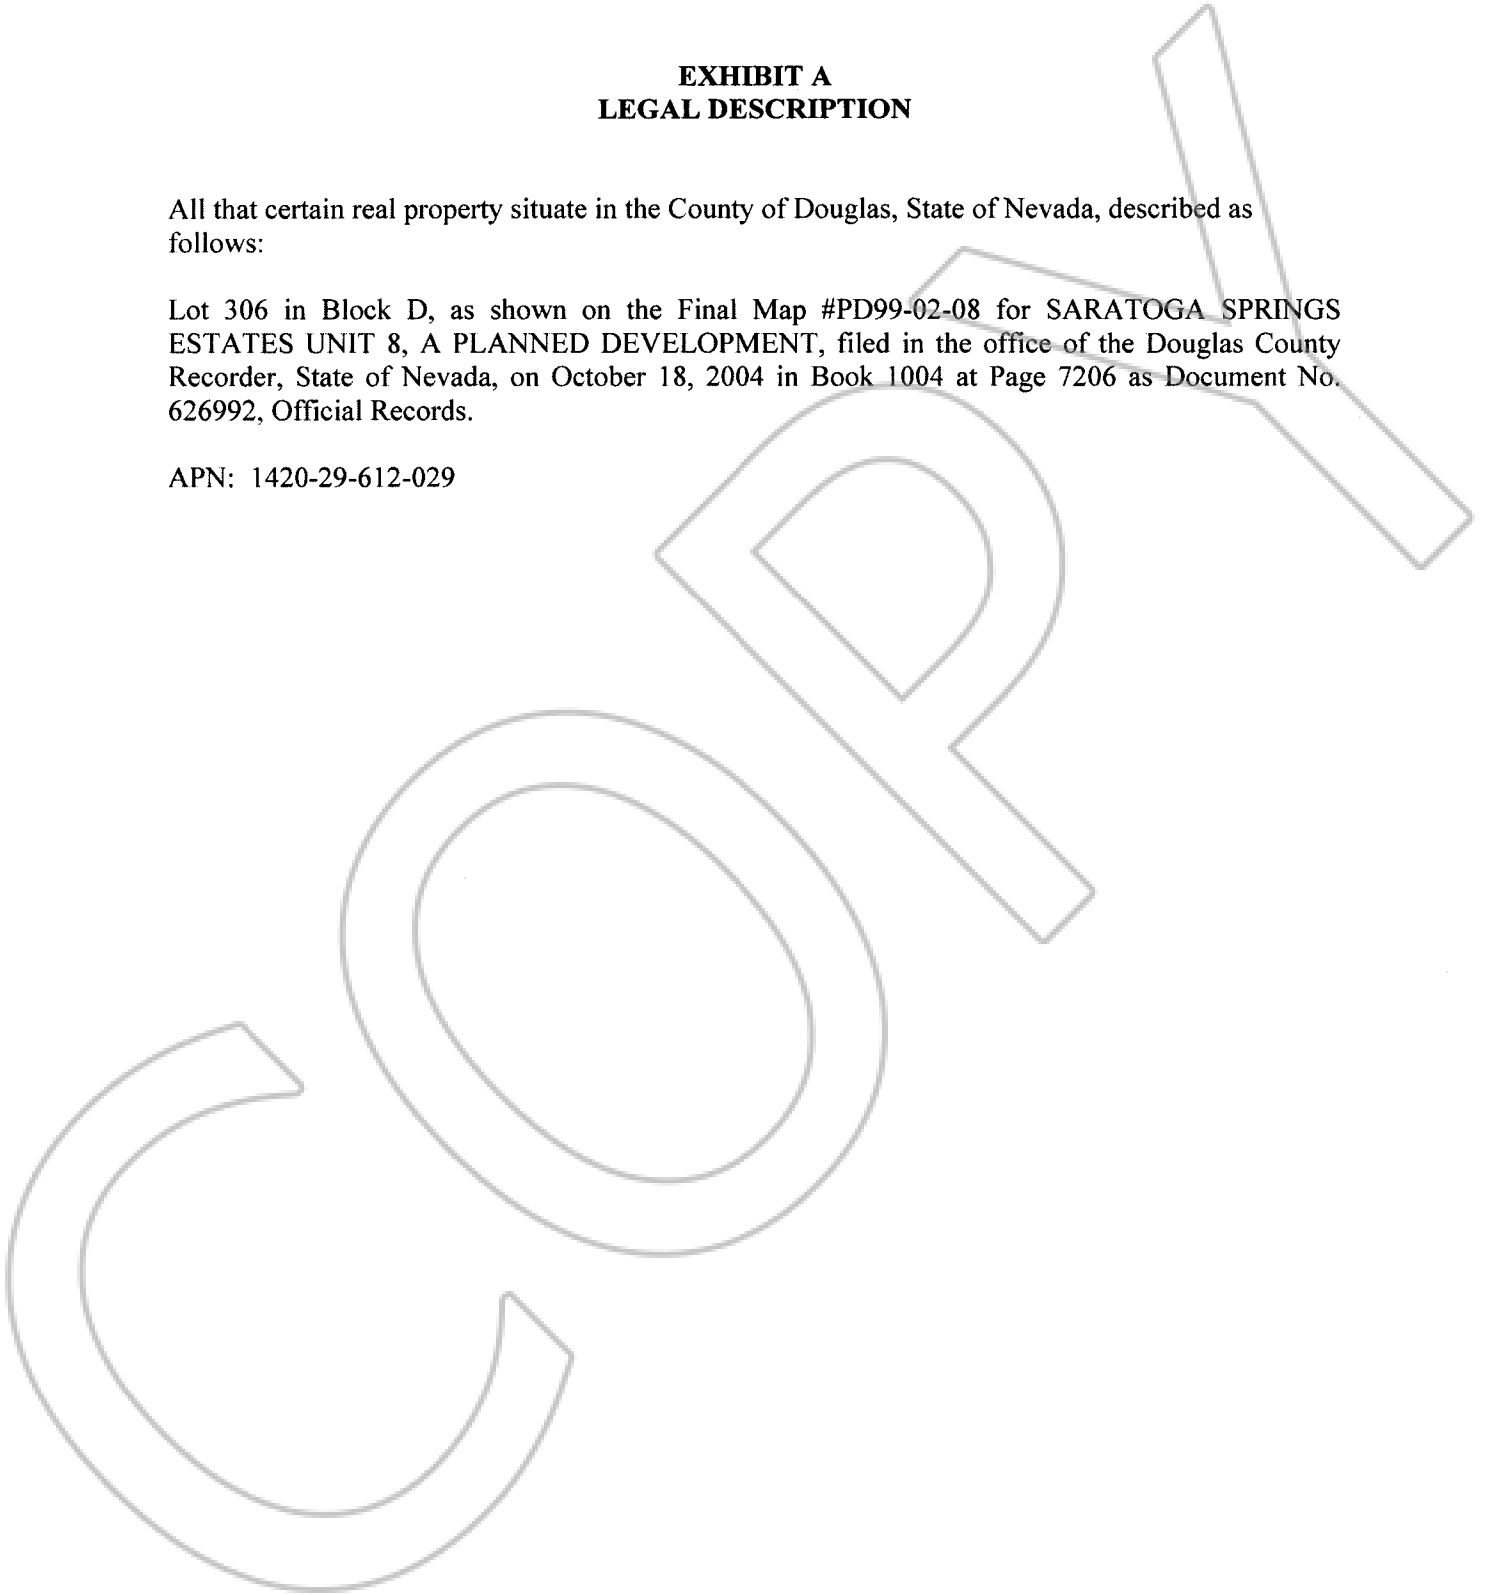 EXHIBIT A
LEGAL DESCRIPTION
All that certain real property situate in the County of Douglas, State of Nevada, described as
follows:
Lot 306 in Block D, as shown on the Final Map #PD99-02-08 for SARATOGA SPRINGS
ESTATES UNIT 8, A PLANNED DEVELOPMENT, filed in the office of the Douglas County
Recorder, State of Nevada, on October 18, 2004 in Book 1004 at Page 7206 as Document No.
626992, Official Records.
APN: 1420-29-612-029
COPY